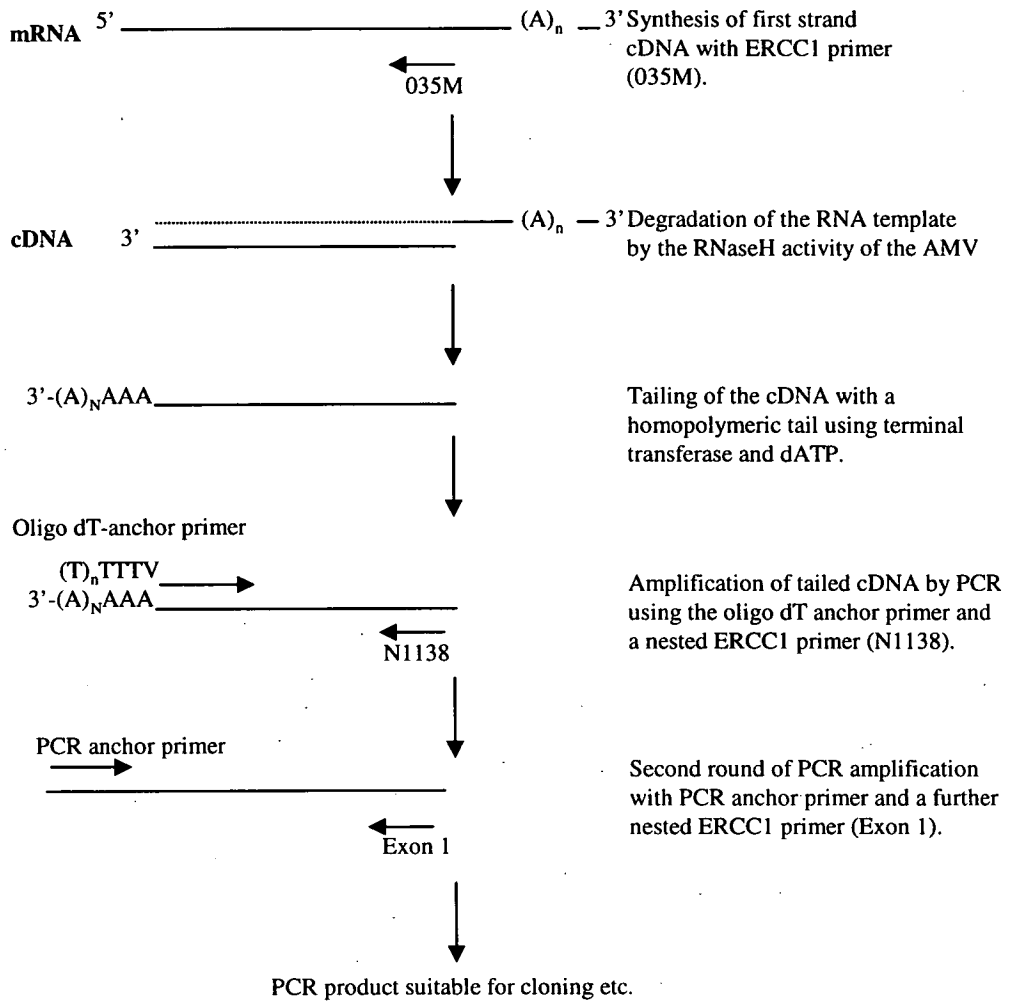 mRNA 5' (A)n 3' Synthesis of first strand
cDNA with ERCC1 primer
(035M).
035M
cDNA 3' (A)n 3' Degradation of the RNA template
by the RNaseH activity of the AMV
3'-(A)NAAA
Tailing of the cDNA with a
homopolymeric tail using terminal
transferase and dATP.
Oligo dT-anchor primer
(T)nTTTV
3'-(A)NAAA
Amplification of tailed cDNA by PCR
using the oligo dT anchor primer and
a nested ERCC1 primer (N1138).
N1138
PCR anchor primer
Second round of PCR amplification
with PCR anchor primer and a further
nested ERCC1 primer (Exon 1).
Exon 1
PCR product suitable for cloning etc.